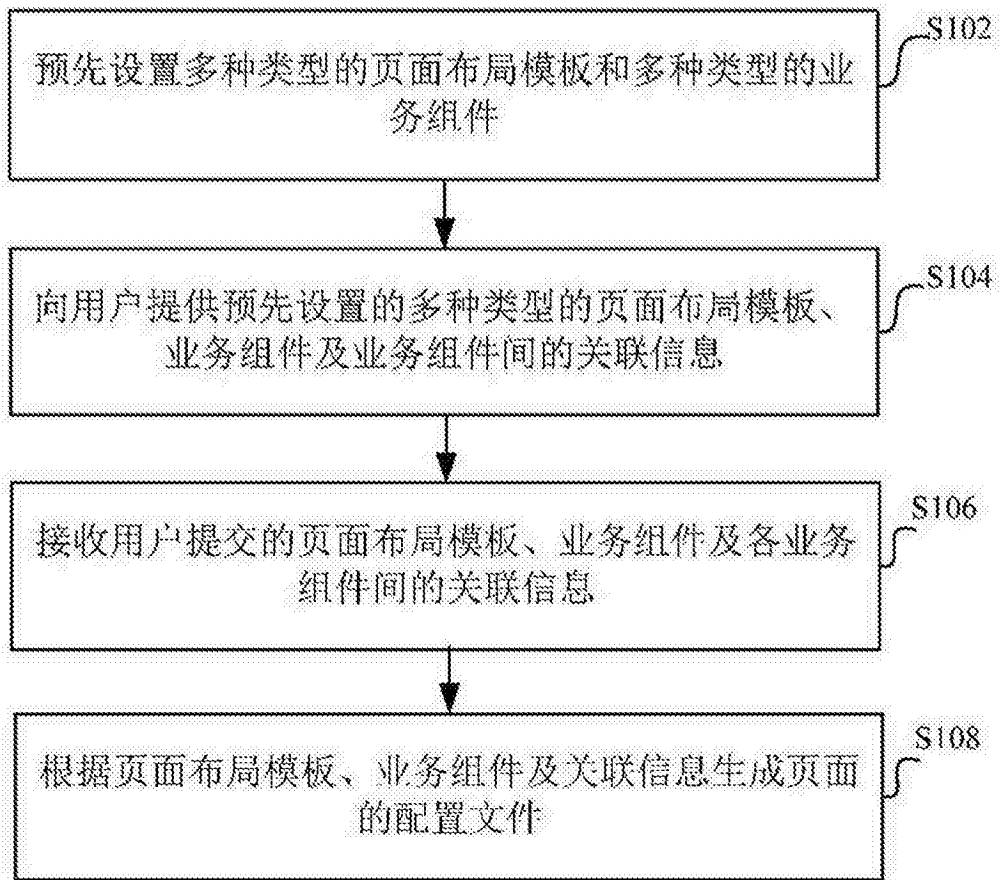 S102
预先设置多种类型的页面布局模板和多种类型的业
务组件
S104
向用户提供预先设置的多种类型的页面布局模板、
业务组件及业务组件间的关联信息
S106
接收用户提交的页面布局模板、业务组件及各业务
组件间的关联信息
S108
根据页面布局模板、业务组件及关联信息生成页面
的配置文件